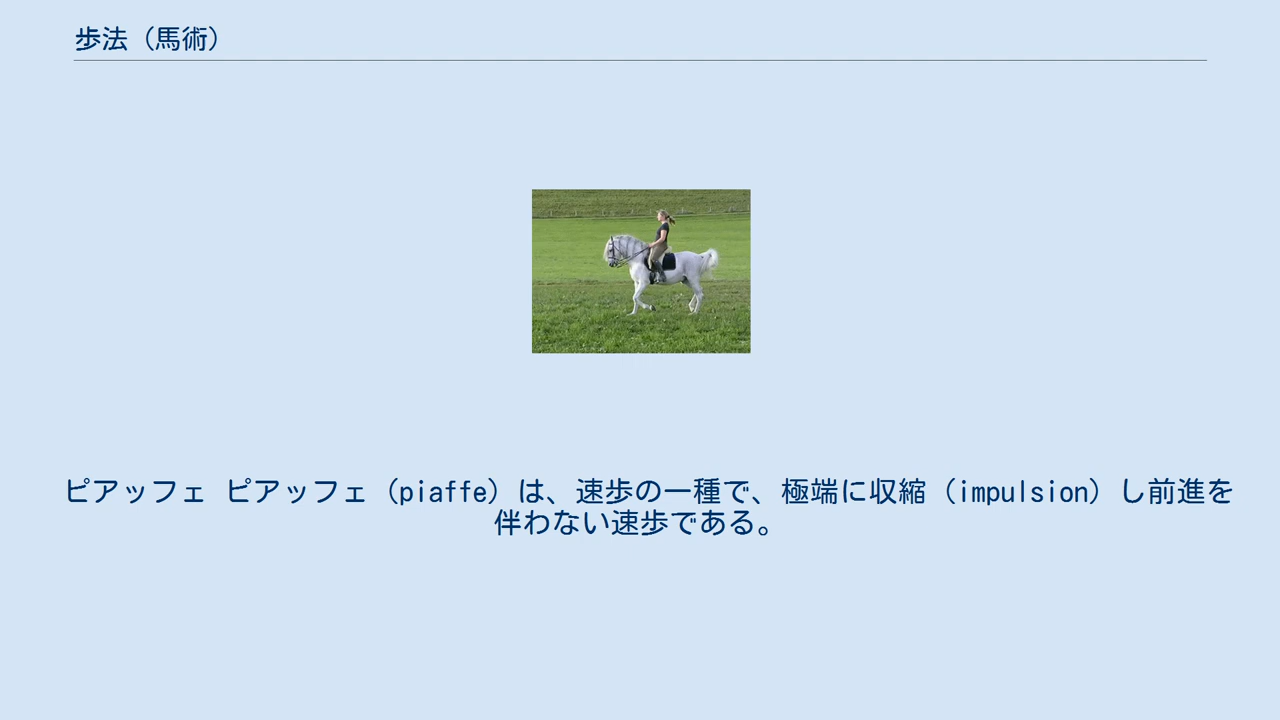 歩法（馬術）
ピアッフェ ピアッフェ（piaffe）は、速歩の一種で、極端に収縮（impulsion）し前進を
伴わない速歩である。